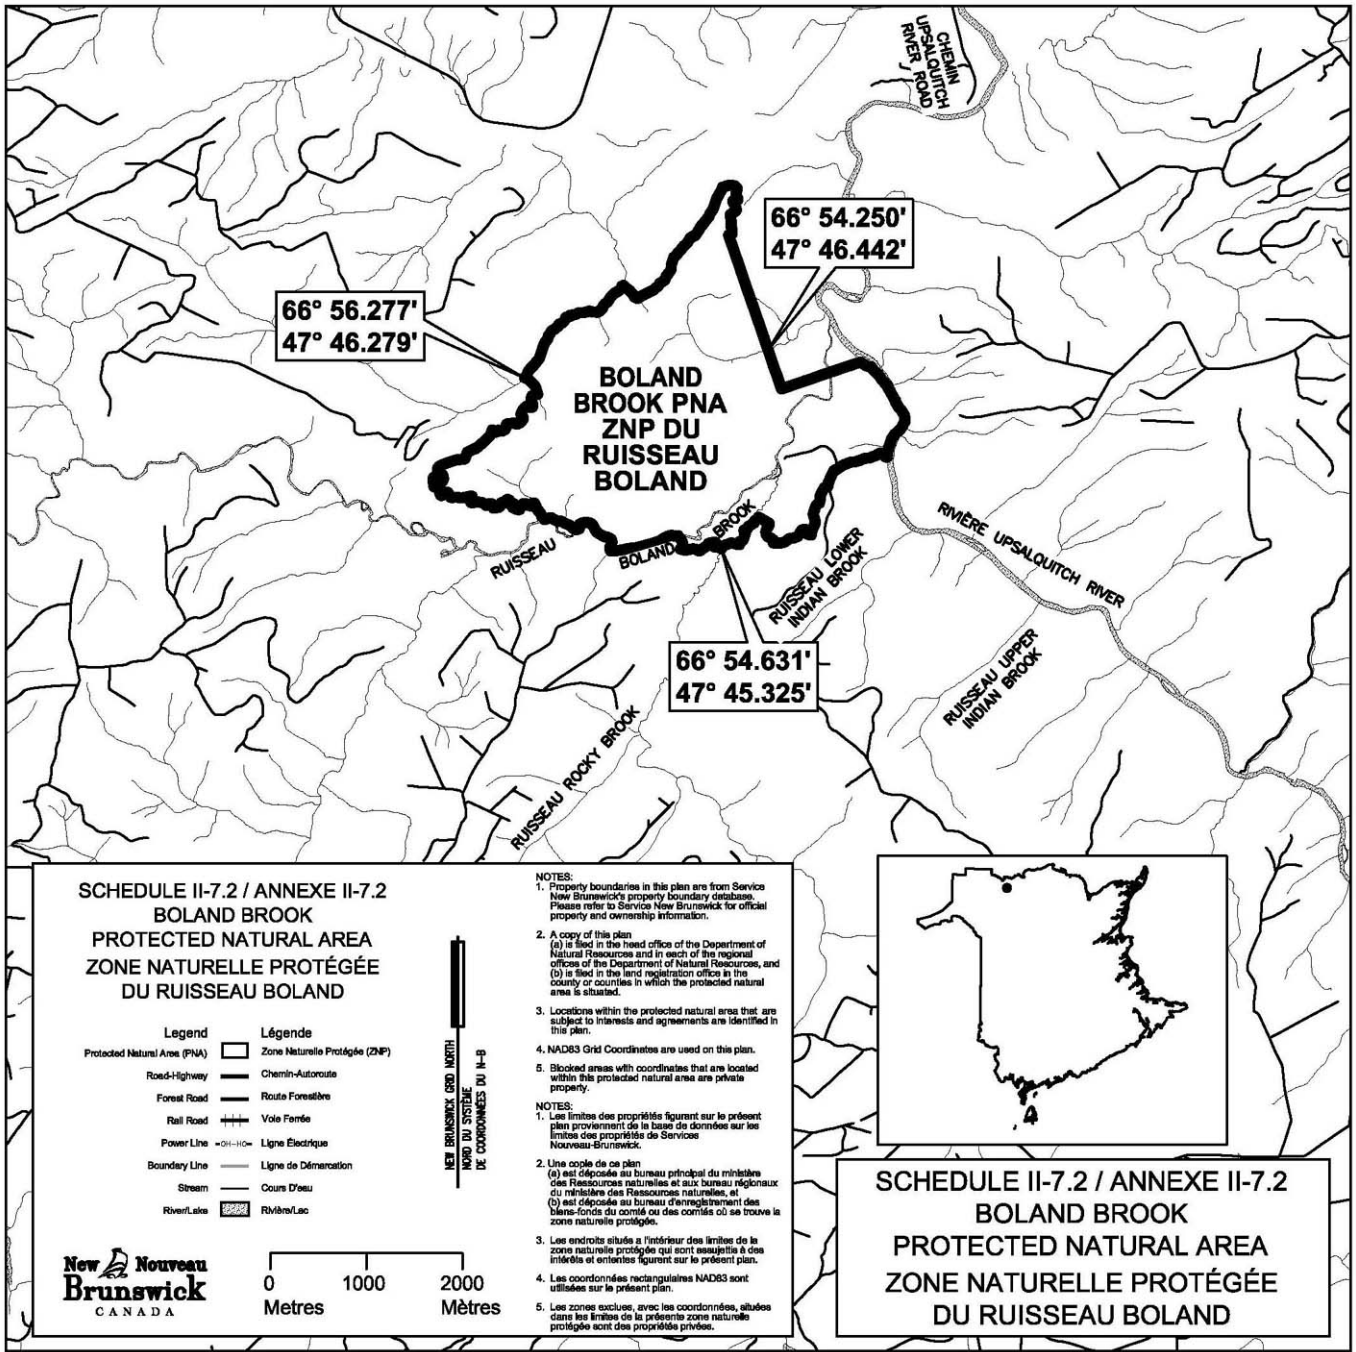 CHEMIN
UPSALQUITCH
RIVER ROAD
66° 54.250'
47° 46.442'
66° 56.277'
47° 46.279'
BOLAND
BROOK PNA
ZNP DU
RUISSEAU
BOLAND
RUISSEAU
BOLAND
BROOK
RUISSEAU LOWER
INDIAN BROOK
RIVIÈRE UPSALQUITCH RIVER
66° 54.631'
47° 45.325'
RUISSEAU UPPER
INDIAN BROOK
RUISSEAU ROCKY BROOK
SCHEDULE II-7.2 / ANNEXE II-7.2
BOLAND BROOK
PROTECTED NATURAL AREA
ZONE NATURELLE PROTÉGÉE
DU RUISSEAU BOLAND
Legend Légende
Protected Natural Area (PNA) Zone Naturelle Protégée (ZNP)
Road-Highway Chemin-Autoroute
Forest Road Route Forestière
Rail Road Voie Ferrée
Power Line -OH-HO- Ligne Électrique
Boundary Line Ligne de Démarcation
Stream Cours D'eau
River/Lake Rivière/Lac
NEW BRUNSWICK GRID NORTH
NORD DU SYSTÈME
DE COORDONNÉES DU N-B
New Nouveau
Brunswick
CANADA
0 1000 2000
Metres Mètres
NOTES:
1. Property boundaries in this plan are from Service
New Brunswick's property boundary database.
Please refer to Service New Brunswick for official
property and ownership information.
2. A copy of this plan
(a) is filed in the head office of the Department of
Natural Resources and in each of the regional
offices of the Department of Natural Resources, and
(b) is filed in the land registration office in the
county or counties in which the protected natural
area is situated.
3. Locations within the protected natural area that are
subject to interests and agreements are identified in
this plan.
4. NAD83 Grid Coordinates are used on this plan.
5. Blocked areas with coordinates that are located
within this protected natural area are private
property.
NOTES:
1. Les limites des propriétés figurant sur le présent
plan proviennent de la base de données sur les
limites des propriétés de Services
Nouveau-Brunswick.
2. Une copie de ce plan
(a) est déposée au bureau principal du ministère
des Ressources naturelles et aux bureau régionaux
du ministère des Ressources naturelles, et
(b) est déposée au bureau d'enregistrement des
biens-fonds du comté ou des comtés où se trouve la
zone naturelle protégée.
3. Les endroits situés a l'intérieur des limites de la
zone naturelle protégée qui sont assujettis à des
intérêts et ententes figurent sur le présent plan.
4. Les coordonnées rectangulaires NAD83 sont
utilisées sur le présent plan.
5. Les zones exclues, avec les coordonnées, situées
dans les limites de la présente zone naturelle
protégée sont des propriétés privées.
SCHEDULE II-7.2 / ANNEXE II-7.2
BOLAND BROOK
PROTECTED NATURAL AREA
ZONE NATURELLE PROTÉGÉE
DU RUISSEAU BOLAND